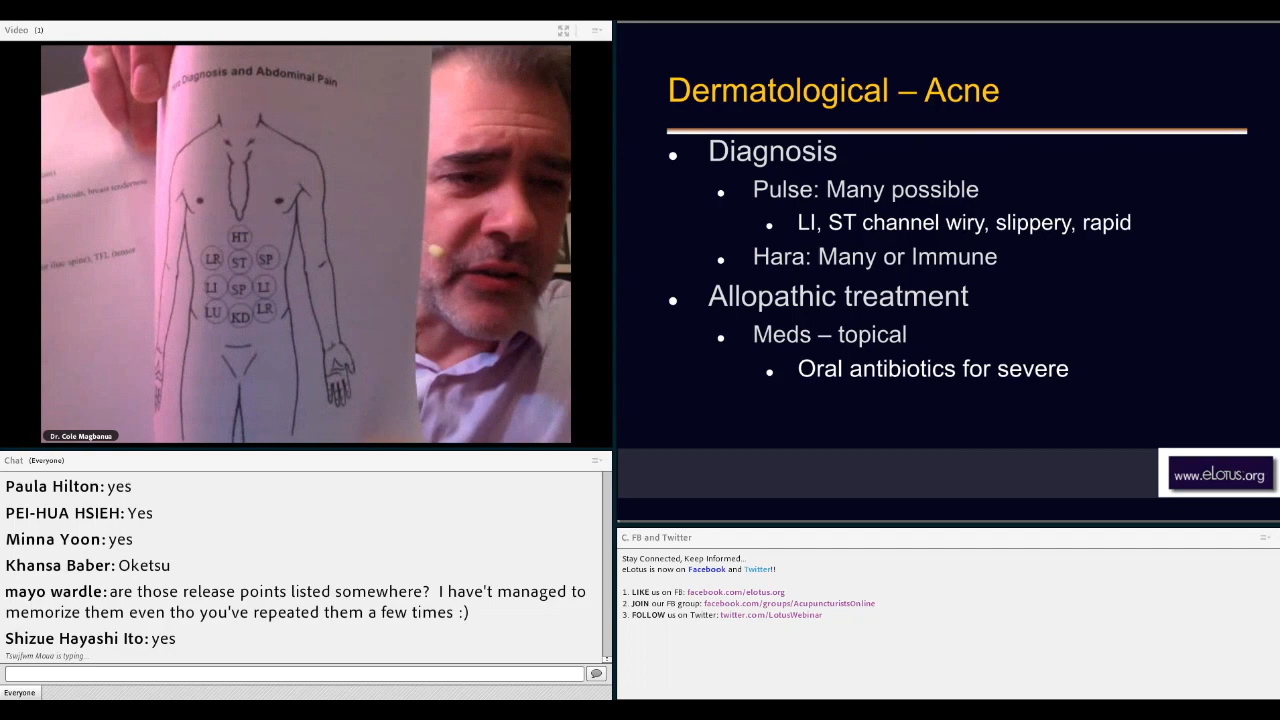 Video (1)
Diagnosis and Abdominal Pain
breast tenderness
HT
LR ST SP
LI SP LI
LU KD LR
Dr. Cole Magbanua
Dermatological – Acne
Diagnosis
Pulse: Many possible
LI, ST channel wiry, slippery, rapid
Hara: Many or Immune
Allopathic treatment
Meds – topical
Oral antibiotics for severe
www.eLOTUS.org
Chat (Everyone)
Paula Hilton: yes
PEI-HUA HSIEH: Yes
Minna Yoon: yes
Khansa Baber: Oketsu
mayo wardle: are those release points listed somewhere? I hav't managed to
memorize them even tho you've repeated them a few times :)
Shizue Hayashi Ito: yes
Tsujfwm Moua is typing...
Everyone
C. FB and Twitter
Stay Connected, Keep Informed...
eLotus is now on Facebook and Twitter!!
1. LIKE us on FB: facebook.com/elotus.org
2. JOIN our FB group: facebook.com/groups/AcupuncturistsOnline
3. FOLLOW us on Twitter: twitter.com/LotusWebinar